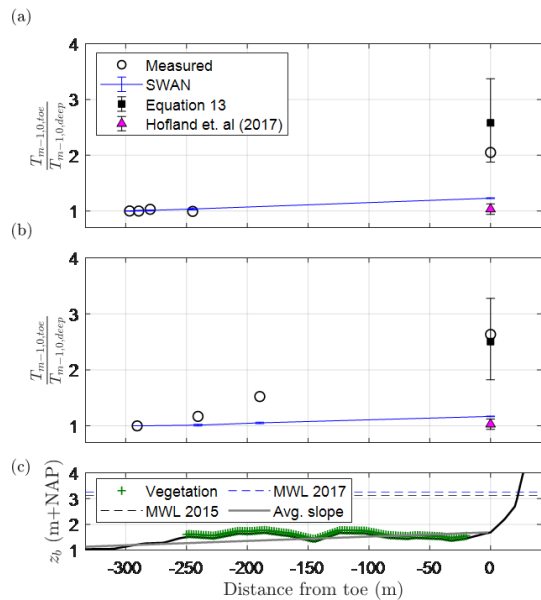 (a)
4
3
2
1
T_{m-1,0,toe}
T_{m-1,0,deep}
Measured
SWAN
Equation 13
Hofland et. al (2017)
(b)
4
3
2
1
T_{m-1,0,toe}
T_{m-1,0,deep}
(c)
4
3
2
1
z_b (m+NAP)
Vegetation
MWL 2017
MWL 2015
Avg. slope
-300 -250 -200 -150 -100 -50 0
Distance from toe (m)